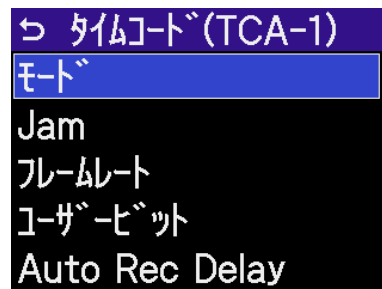 ⮌ ﾀｲﾑｺｰﾄﾞ(TCA-1)
ﾓｰﾄﾞ
Jam
ﾌﾚｰﾑﾚｰﾄ
ﾕｰｻﾞｰﾋﾞｯﾄ
Auto Rec Delay